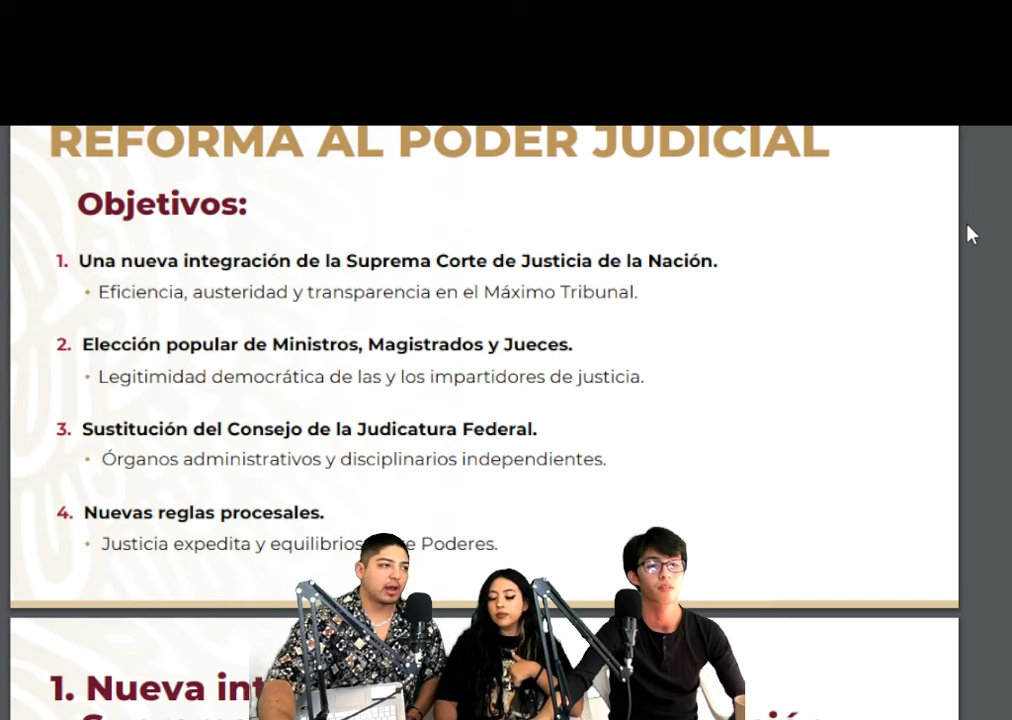 REFORMA AL PODER JUDICIAL
Objetivos:
1. Una nueva integración de la Suprema Corte de Justicia de la Nación.
• Eficiencia, austeridad y transparencia en el Máximo Tribunal.
2. Elección popular de Ministros, Magistrados y Jueces.
• Legitimidad democrática de las y los impartidores de justicia.
3. Sustitución del Consejo de la Judicatura Federal.
• Órganos administrativos y disciplinarios independientes.
4. Nuevas reglas procesales.
• Justicia expedita y equilibrios Poderes.
1. Nueva